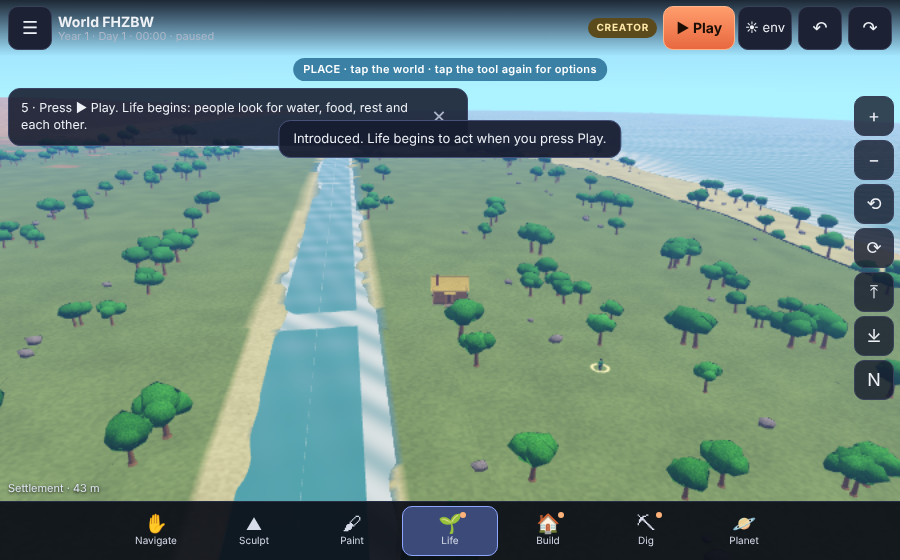 ☰
World FHZBW
Year 1 · Day 1 · 00:00 · paused
CREATOR
▶ Play
☀ env
↶
↷
PLACE · tap the world · tap the tool again for options
5 · Press ▶ Play. Life begins: people look for water, food, rest and
each other.
✕
Introduced. Life begins to act when you press Play.
+
−
⟲
⟳
⤒
⤓
N
Settlement · 43 m
Navigate
Sculpt
Paint
Life
Build
Dig
Planet